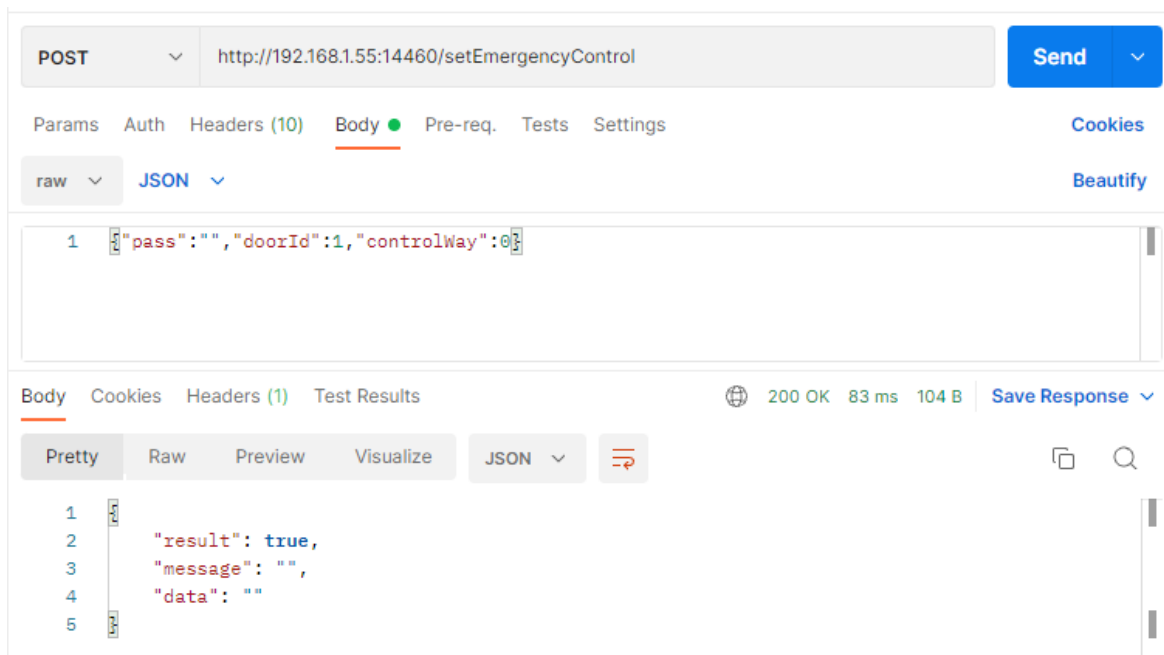 POST http://192.168.1.55:14460/setEmergencyControl Send
Params Auth Headers (10) Body Pre-req. Tests Settings Cookies
raw JSON Beautify
1 {"pass":"","doorId":1,"controlWay":0}
Body Cookies Headers (1) Test Results 200 OK 83 ms 104 B Save Response
Pretty Raw Preview Visualize JSON
1 {
2 "result": true,
3 "message": "",
4 "data": ""
5 }